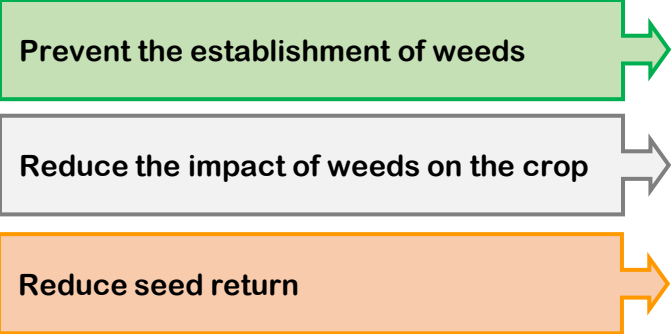 Prevent the establishment of weeds
Reduce the impact of weeds on the crop
Reduce seed return